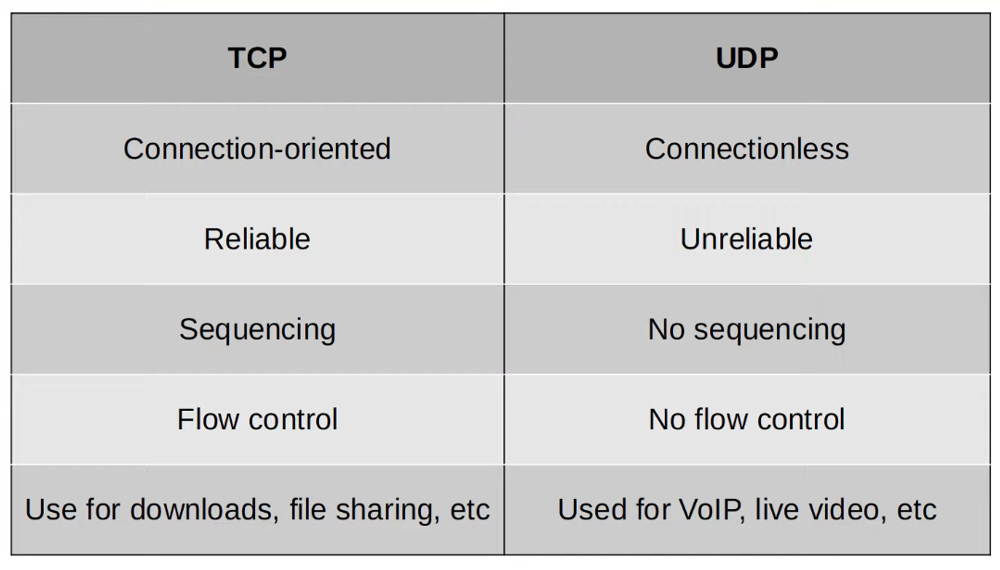 TCP UDP
Connection-oriented Connectionless
Reliable Unreliable
Sequencing No sequencing
Flow control No flow control
Use for downloads, file sharing, etc Used for VoIP, live video, etc